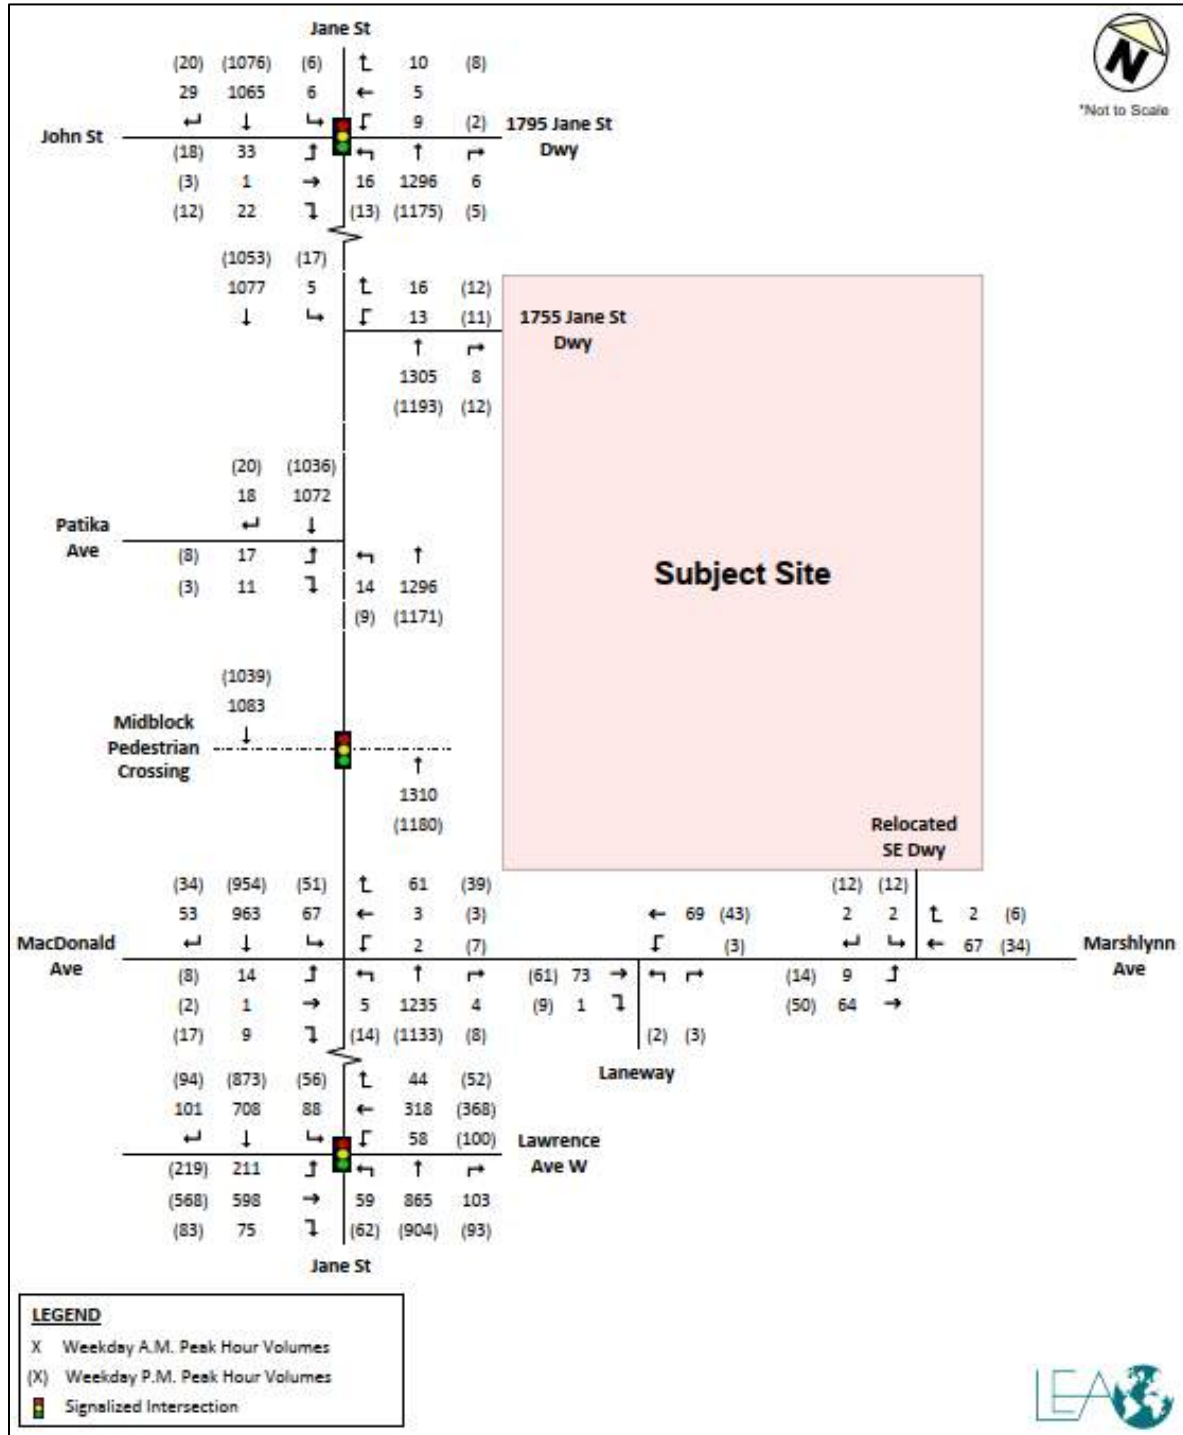 Jane St
(20) (1076) (6) 10 (8)
29 1065 6 5
9 (2)
John St
1795 Jane St
Dwy
(18) 33
(3) 1 16 1296 6
(12) 22 (13) (1175) (5)
N
*Not to Scale
(1053) (17)
1077 5 16 (12)
13 (11)
1755 Jane St
Dwy
1305 8
(1193) (12)
(20) (1036)
18 1072
Patika
Ave
(8) 17
(3) 11 14 1296
(9) (1171)
Subject Site
(1039)
1083
Midblock
Pedestrian
Crossing
1310
(1180)
Relocated
SE Dwy
(34) (954) (51) 61 (39) (12) (12)
53 963 67 3 (3) 69 (43) 2 2 2 (6)
2 (7) (3) 67 (34)
MacDonald
Ave
Marshlynn
Ave
(8) 14 (61) 73 (14) 9
(2) 1 5 1235 4 (9) 1 (50) 64
(17) 9 (14) (1133) (8) (2) (3)
Laneway
(94) (873) (56) 44 (52)
101 708 88 318 (368)
58 (100)
Lawrence
Ave W
(219) 211
(568) 598 59 865 103
(83) 75 (62) (904) (93)
Jane St
LEGEND
X Weekday A.M. Peak Hour Volumes
(X) Weekday P.M. Peak Hour Volumes
Signalized Intersection
LEA